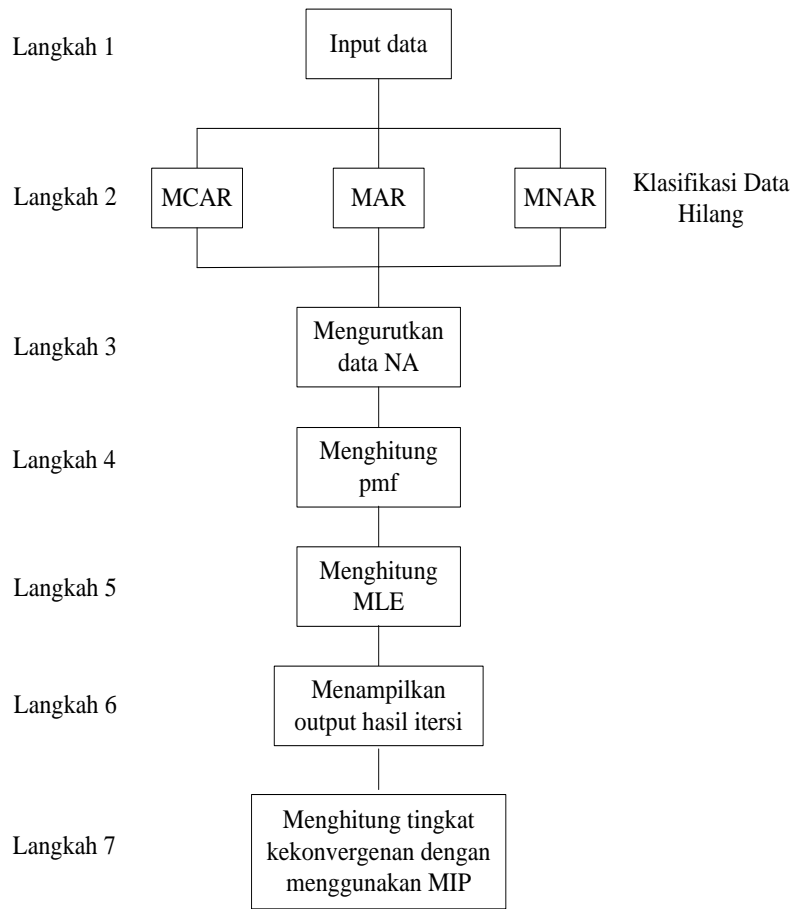 Langkah 1
Input data
Langkah 2
MCAR
MAR
MNAR
Klasifikasi Data
Hilang
Langkah 3
Mengurutkan
data NA
Langkah 4
Menghitung
pmf
Langkah 5
Menghitung
MLE
Langkah 6
Menampilkan
output hasil itersi
Langkah 7
Menghitung tingkat
kekonvergenan dengan
menggunakan MIP